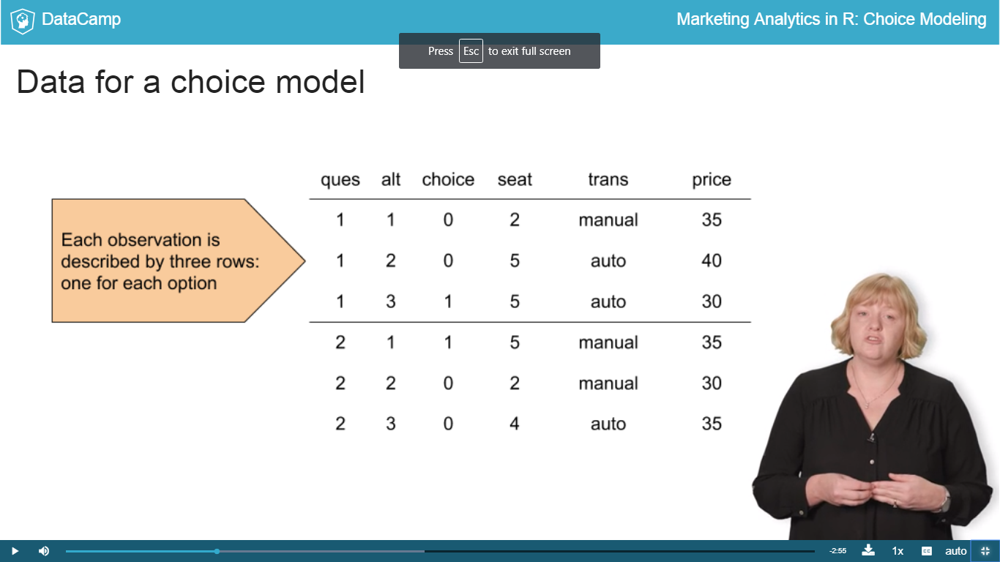 DataCamp
Marketing Analytics in R: Choice Modeling
Press Esc to exit full screen
Data for a choice model
ques alt choice seat trans price
1 1 0 2 manual 35
1 2 0 5 auto 40
1 3 1 5 auto 30
2 1 1 5 manual 35
2 2 0 2 manual 30
2 3 0 4 auto 35
Each observation is
described by three rows:
one for each option
-2:55
1x
CC
auto